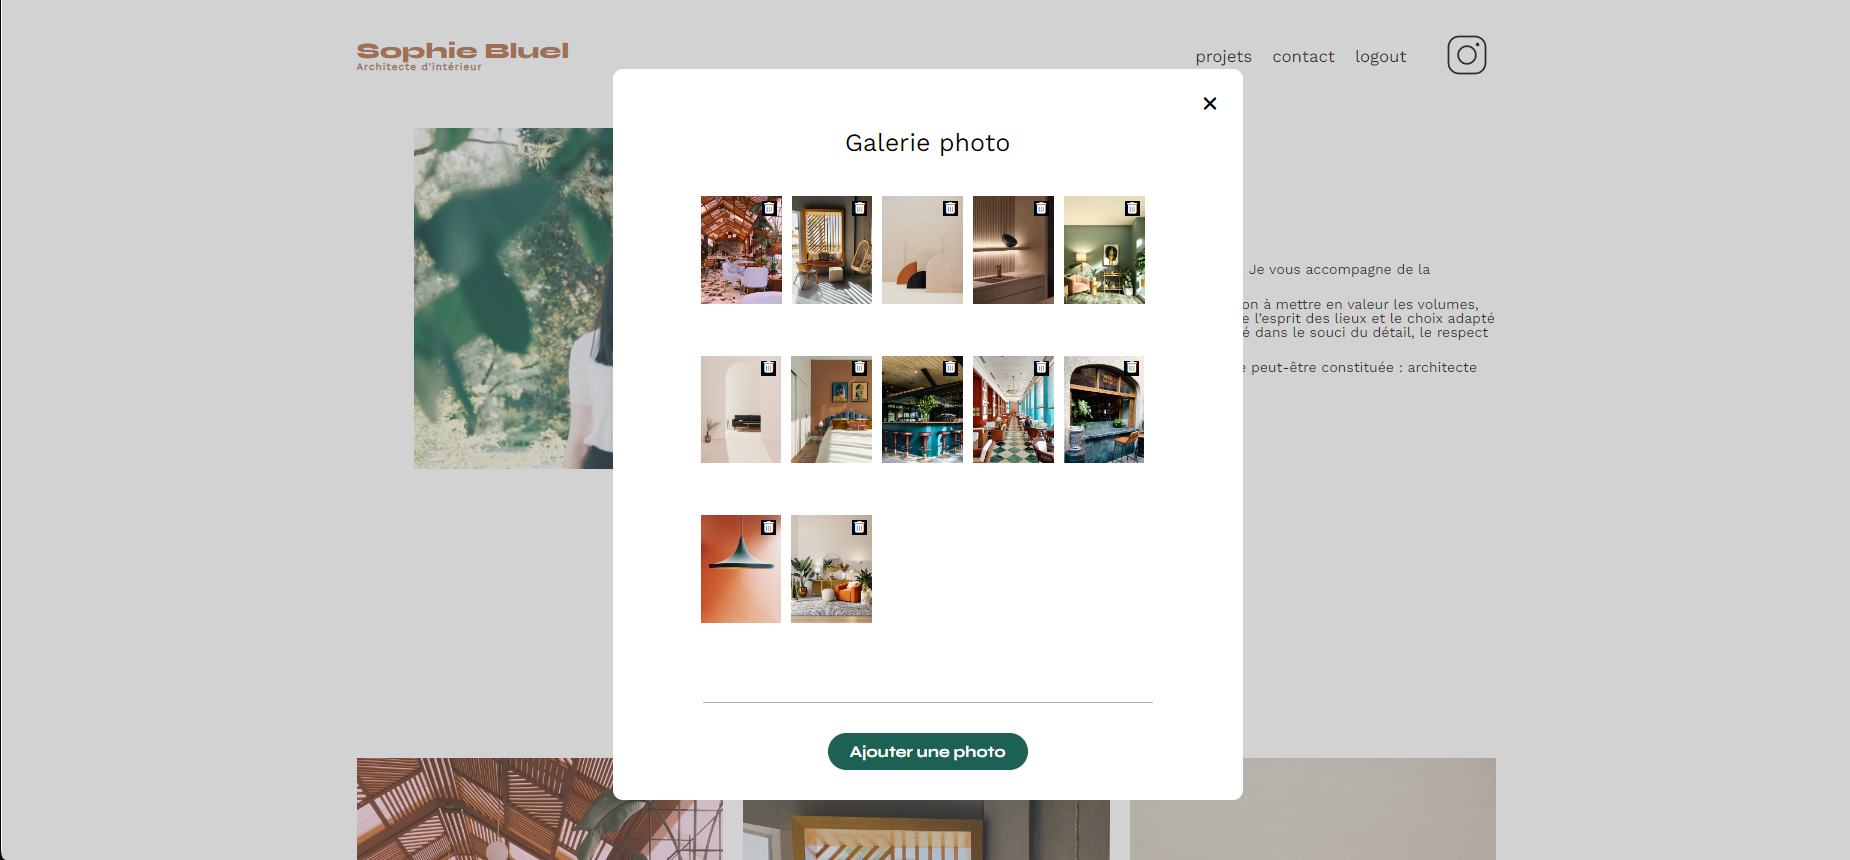 Sophie Bluel
Architecte d'intérieur
projets contact logout
Galerie photo
Je vous accompagne de la
on à mettre en valeur les volumes,
e l'esprit des lieux et le choix adapté
é dans le souci du détail, le respect
e peut-être constituée : architecte
Ajouter une photo